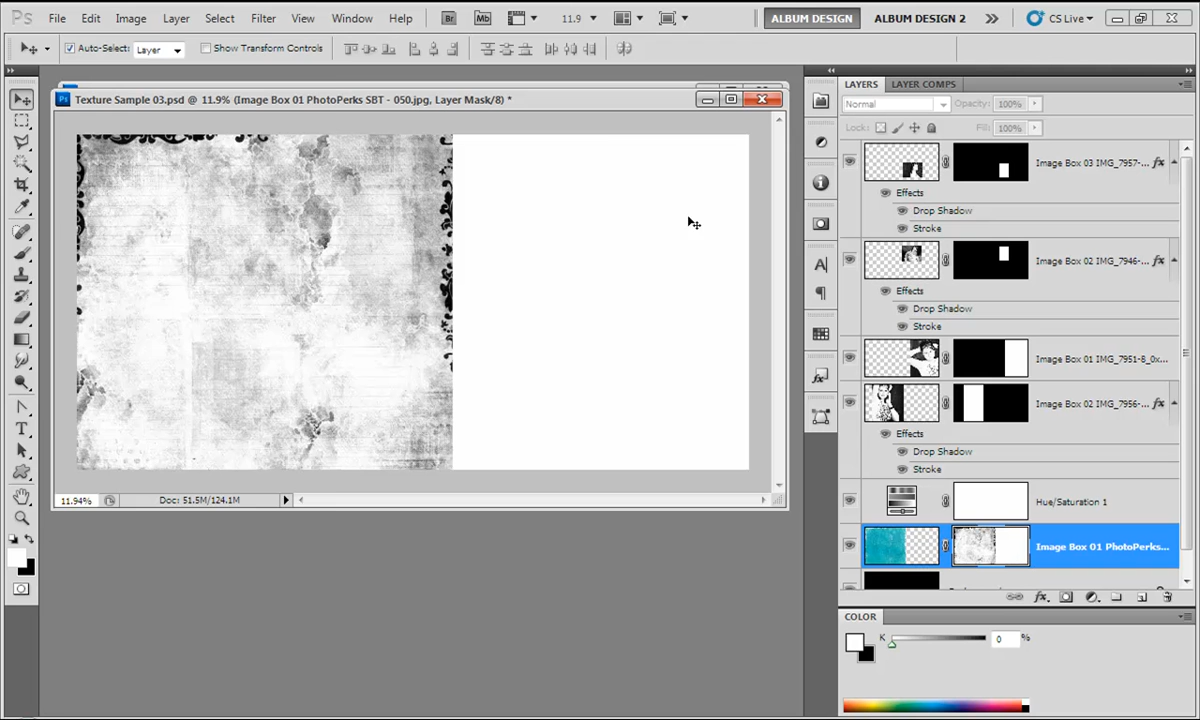 Ps File Edit Image Layer Select Filter View Window Help Br Mb 11.9 ALBUM DESIGN ALBUM DESIGN 2 CS Live
Auto-Select: Layer Show Transform Controls
Texture Sample 03.psd @ 11.9% (Image Box 01 PhotoPerks SBT - 050.jpg, Layer Mask/8) *
11.94% Doc: 51.5M/124.1M
LAYERS LAYER COMPS
Normal Opacity: 100%
Lock: Fill: 100%
Image Box 03 IMG_7957-... fx
Effects
Drop Shadow
Stroke
Image Box 02 IMG_7946-... fx
Effects
Drop Shadow
Stroke
Image Box 01 IMG_7951-8_0x...
Image Box 02 IMG_7956-... fx
Effects
Drop Shadow
Stroke
Hue/Saturation 1
Image Box 01 PhotoPerks...
COLOR
K 0 %